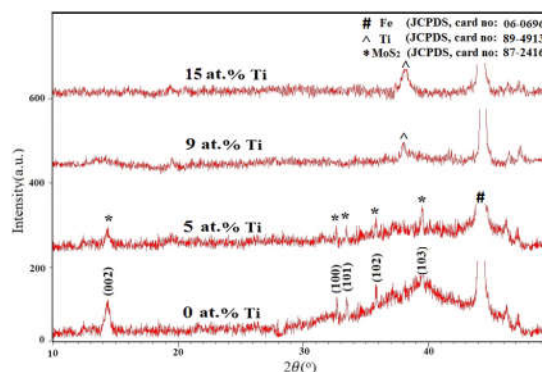 # Fe (JCPDS, card no: 06-0696
^ Ti (JCPDS, card no: 89-4913
* MoS₂ (JCPDS, card no: 87-2416
^
15 at.% Ti
600
^
9 at.% Ti
400
#
* * * * *
5 at.% Ti
200
(002) (100) (101) (102) (103)
0 at.% Ti
0
10 20 30 40
Intensity(a.u.)
2θ(°)